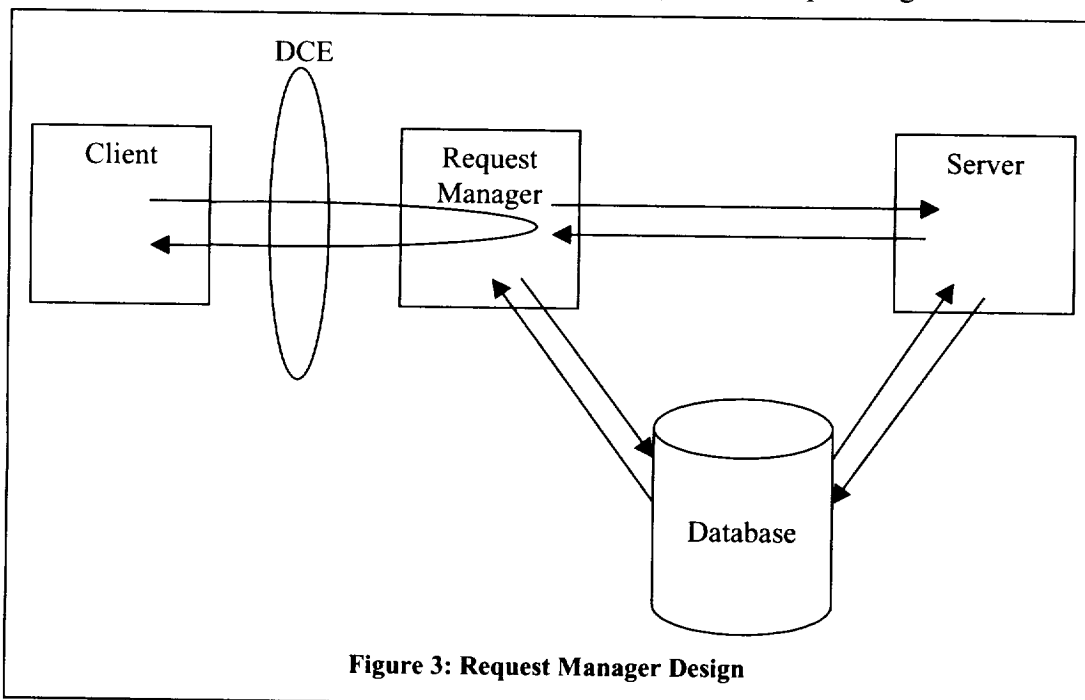 DCE
Client
Request
Manager
Server
Database
Figure 3: Request Manager Design